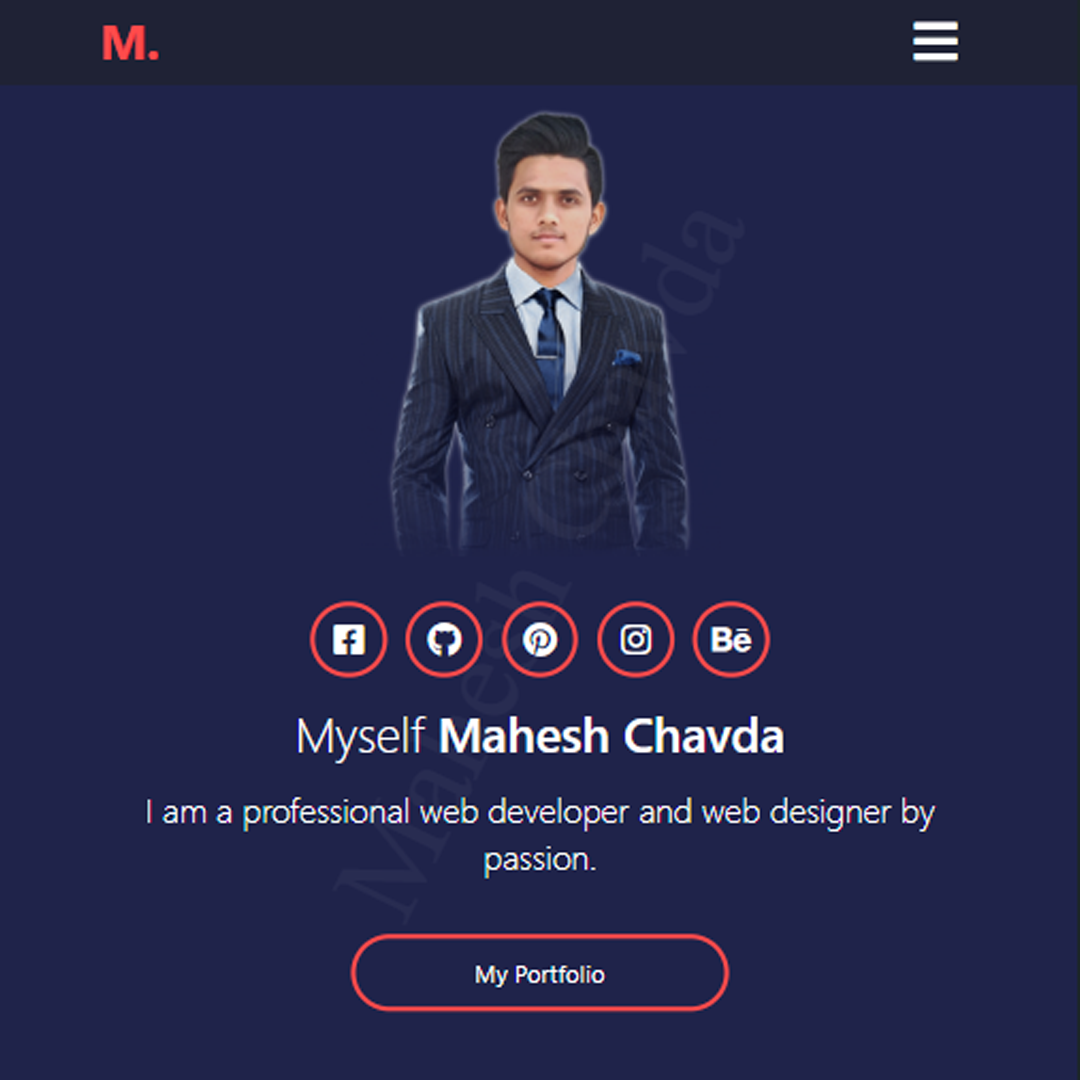 M.
Mahesh Chavda
Bē
Myself Mahesh Chavda
I am a professional web developer and web designer by
passion.
My Portfolio